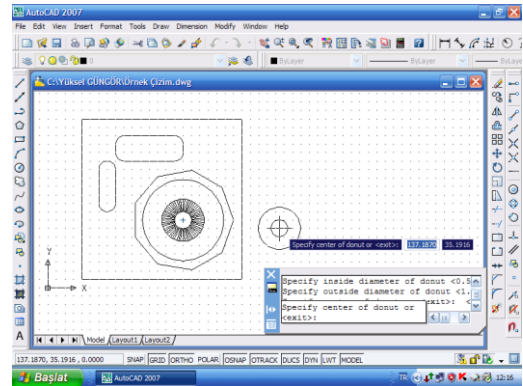 AutoCAD 2007
File Edit View Insert Format Tools Draw Dimension Modify Window Help
0 ByLayer ByLayer ByLaye
C:\Yüksel GÜNGÖR\Örnek Çizim.dwg
Specify center of donut or <exit>: 137.1870 35.1916
Y
X
Specify inside diameter of donut <0.5
Specify outside diameter of donut <1.
Specify center of donut or
<exit>:
Model Layout1 Layout2
A
137.1870, 35.1916 , 0.0000 SNAP GRID ORTHO POLAR OSNAP OTRACK DUCS DYN LWT MODEL
Başlat AutoCAD 2007 TR 12:16